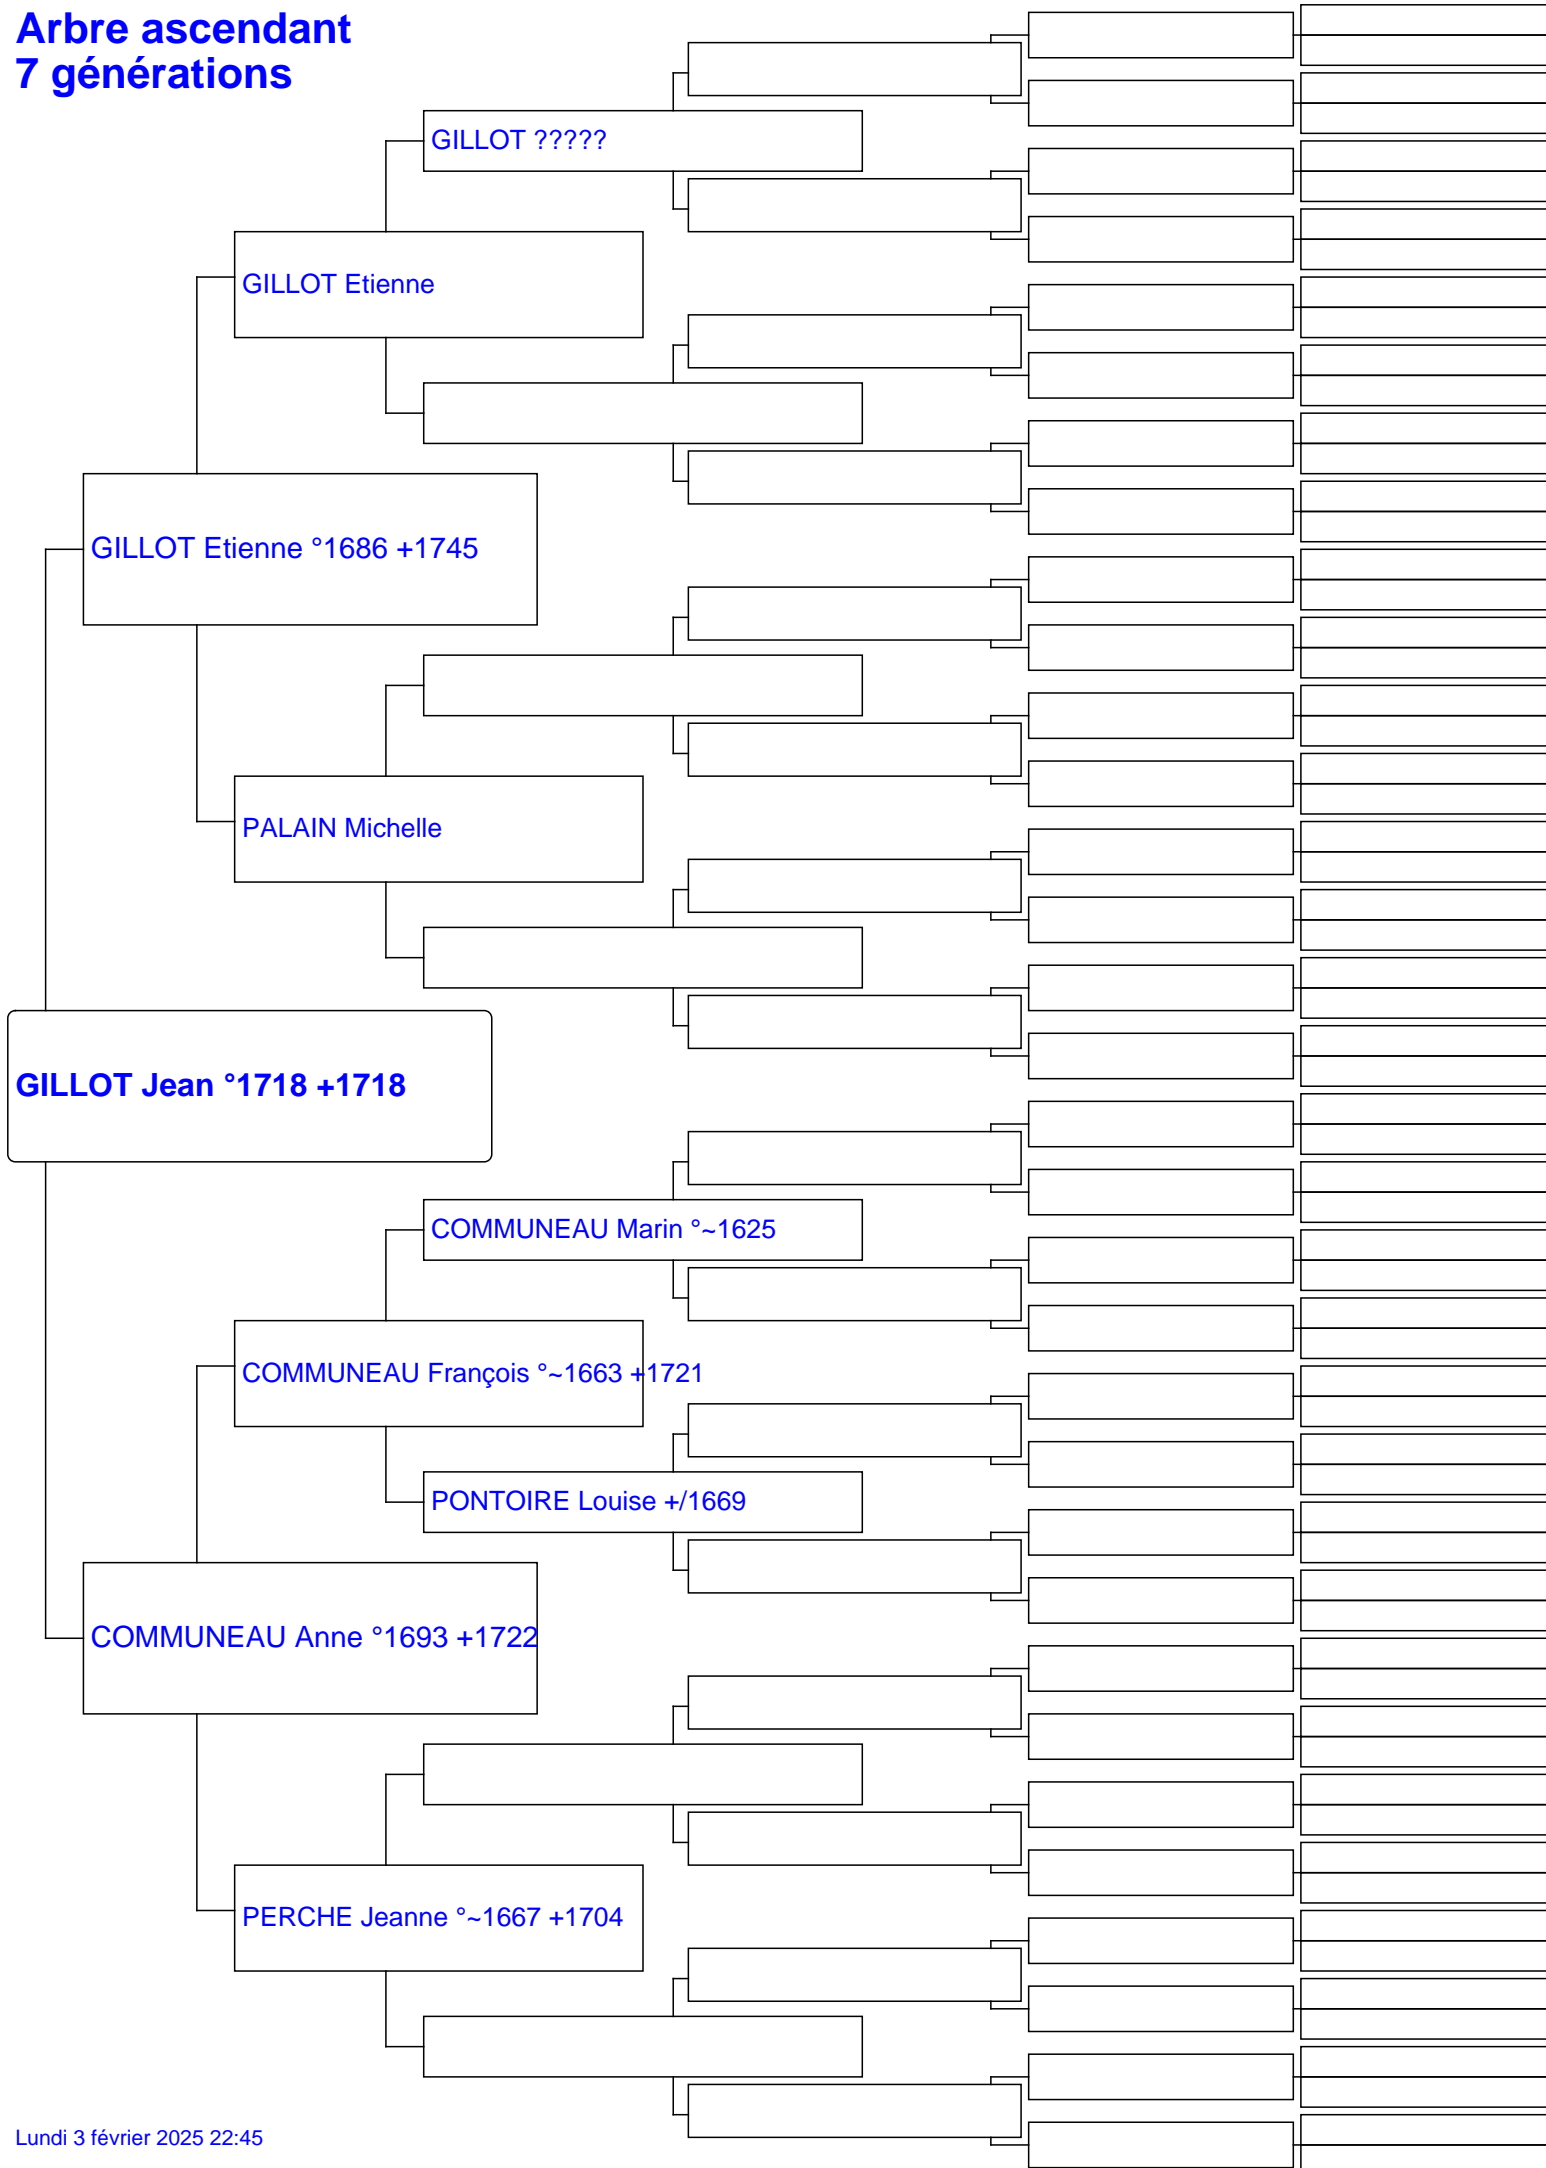 Arbre ascendant
7 générations
GILLOT ?????
GILLOT Etienne
GILLOT Etienne °1686 +1745
PALAIN Michelle
GILLOT Jean °1718 +1718
COMMUNEAU Marin °~1625
COMMUNEAU François °~1663 +1721
PONTOIRE Louise +/1669
COMMUNEAU Anne °1693 +1722
PERCHE Jeanne °~1667 +1704
Lundi 3 février 2025 22:45